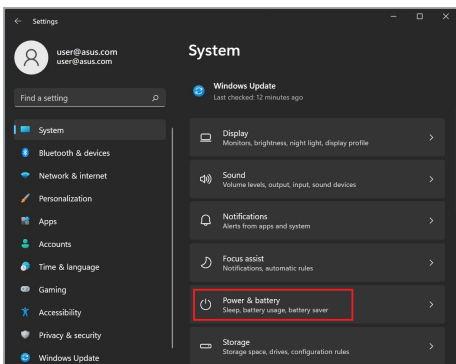 Settings
user@asus.com
user@asus.com
Find a setting
System
Bluetooth & devices
Network & internet
Personalization
Apps
Accounts
Time & language
Gaming
Accessibility
Privacy & security
Windows Update
System
Windows Update
Last checked: 12 minutes ago
Display
Monitors, brightness, night light, display profile
Sound
Volume levels, output, input, sound devices
Notifications
Alerts from apps and system
Focus assist
Notifications, automatic rules
Power & battery
Sleep, battery usage, battery saver
Storage
Storage space, drives, configuration rules